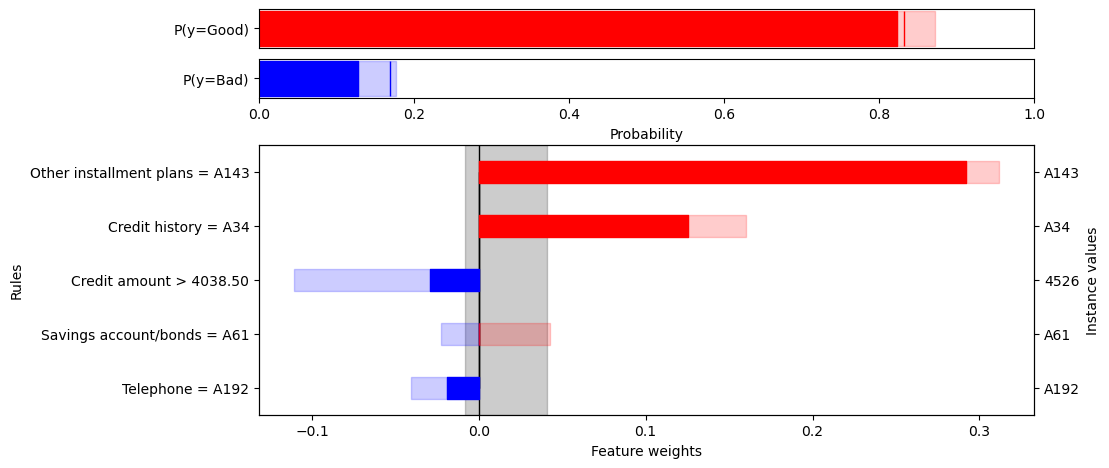 P(y=Good)
P(y=Bad)
0.0 0.2 0.4 0.6 0.8 1.0
Probability
Other installment plans = A143 A143
Credit history = A34 A34
Credit amount > 4038.50 4526
Savings account/bonds = A61 A61
Telephone = A192 A192
Rules
Instance values
−0.1 0.0 0.1 0.2 0.3
Feature weights